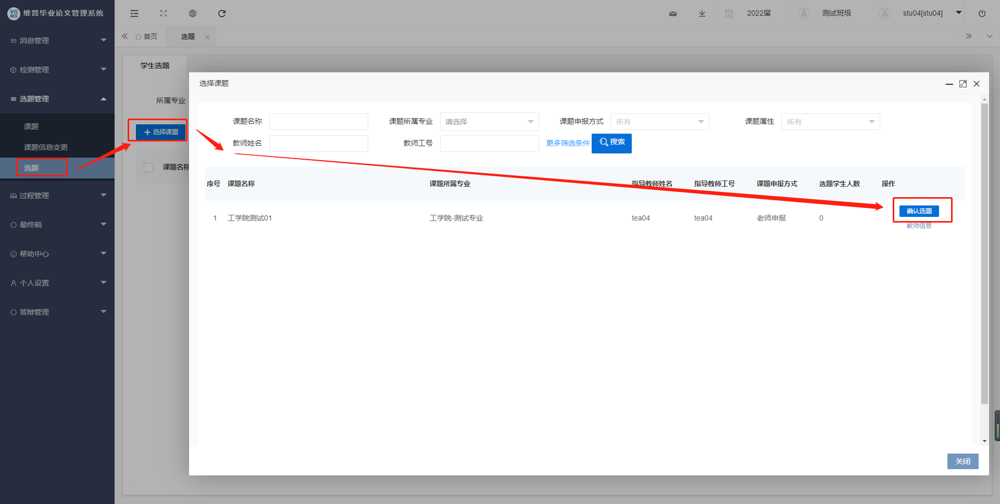 VG
MS
维普毕业论文管理系统
2022届
测试班级
stu04[stu04]
首页
选题
消息管理
检测管理
选题管理
课题
课题信息变更
选题
过程管理
最终稿
帮助中心
个人设置
答辩管理
学生选题
所属专业
选择课题
课题名称
选择课题
课题名称
课题所属专业
请选择
课题申报方式
所有
课题属性
所有
教师姓名
教师工号
更多筛选条件
搜索
序号
课题名称
课题所属专业
指导教师姓名
指导教师工号
课题申报方式
选题学生人数
操作
1
工学院测试01
工学院-测试专业
tea04
tea04
老师申报
0
确认选题
教师信息
关闭